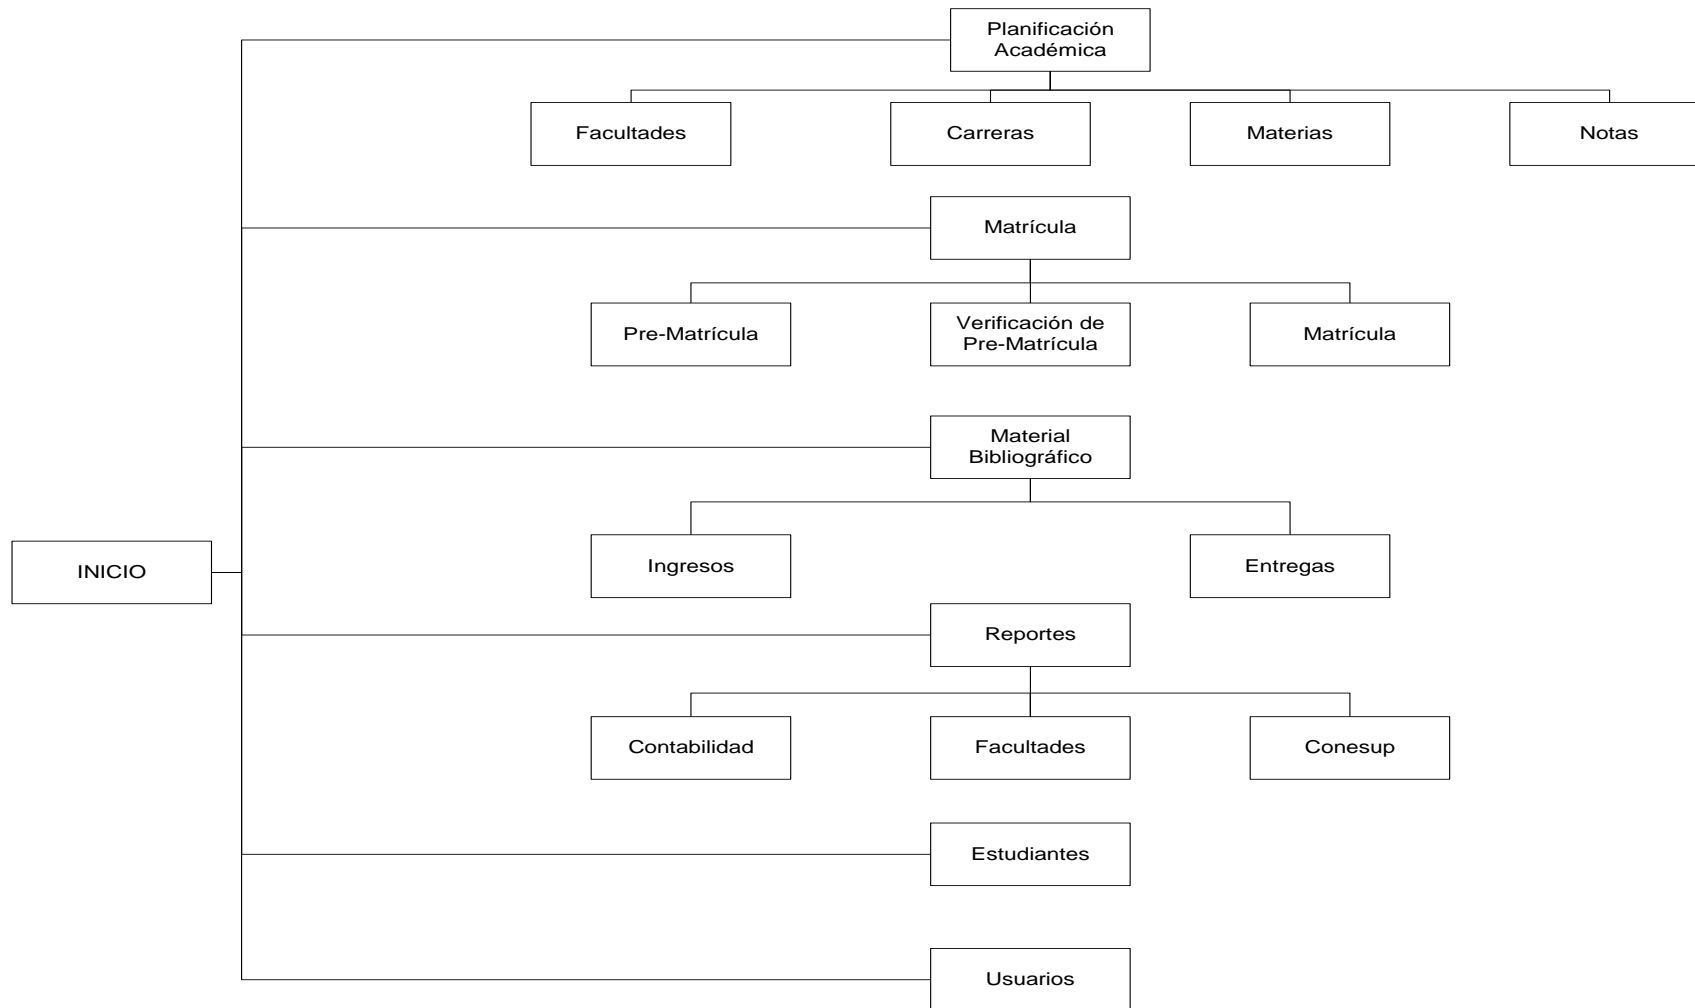 Planificación
Académica
Facultades
Carreras
Materias
Notas
Matrícula
Pre-Matrícula
Verificación de
Pre-Matrícula
Matrícula
Material
Bibliográfico
INICIO
Ingresos
Entregas
Reportes
Contabilidad
Facultades
Conesup
Estudiantes
Usuarios